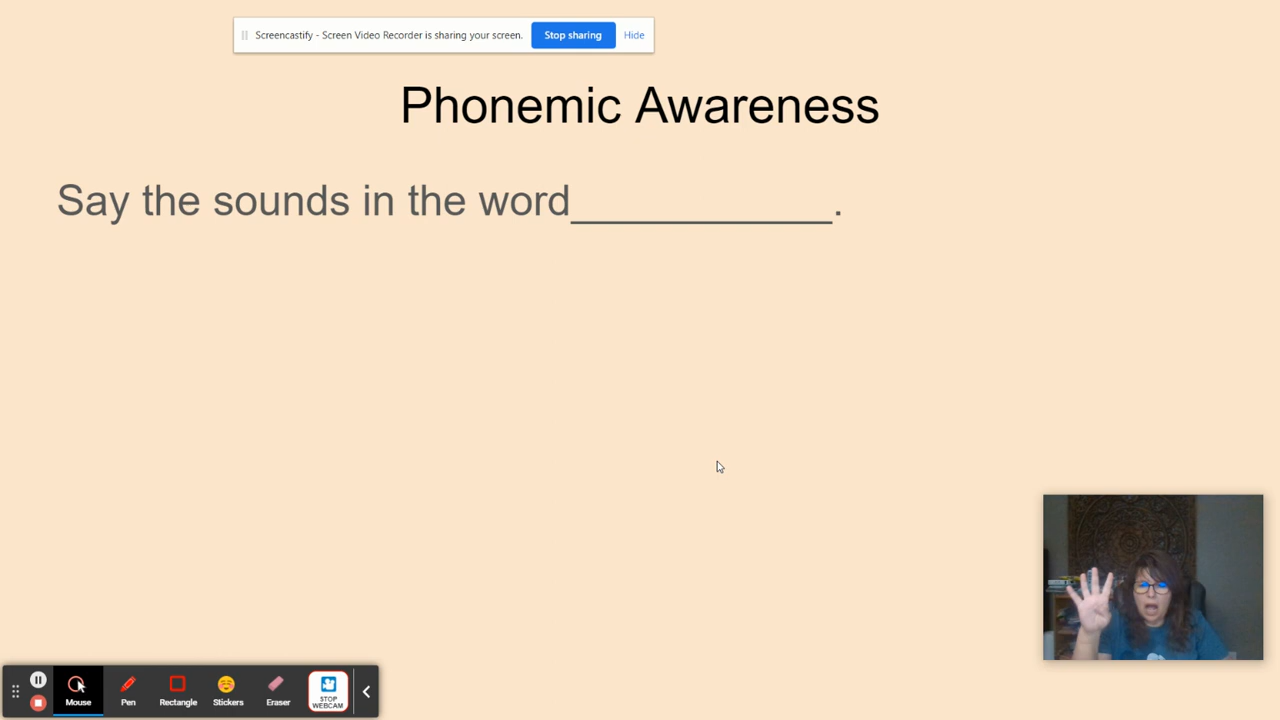 Screencastify - Screen Video Recorder is sharing your screen. Stop sharing Hide
Phonemic Awareness
Say the sounds in the word____________.
Mouse Pen Rectangle Stickers Eraser STOP WEBCAM